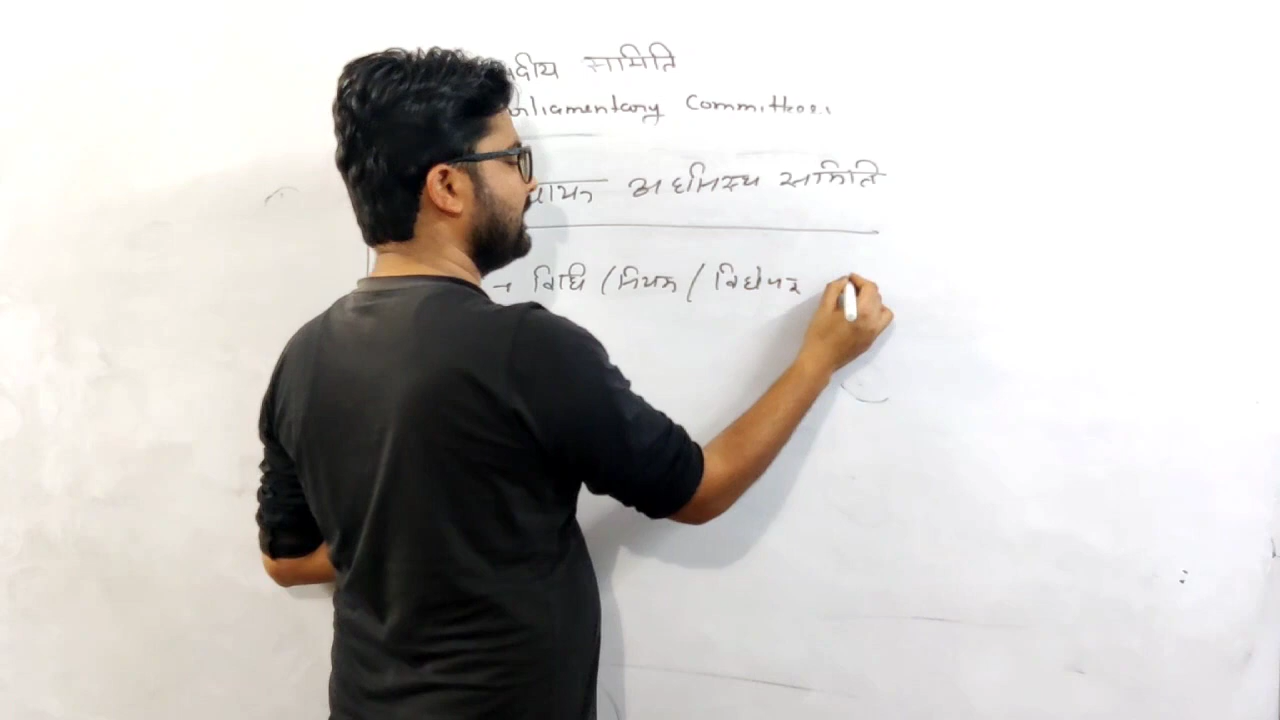 दीय समिति
rliamentary Committees.
अधीनस्थ समिति
→ विधि / नियम / विधेयक